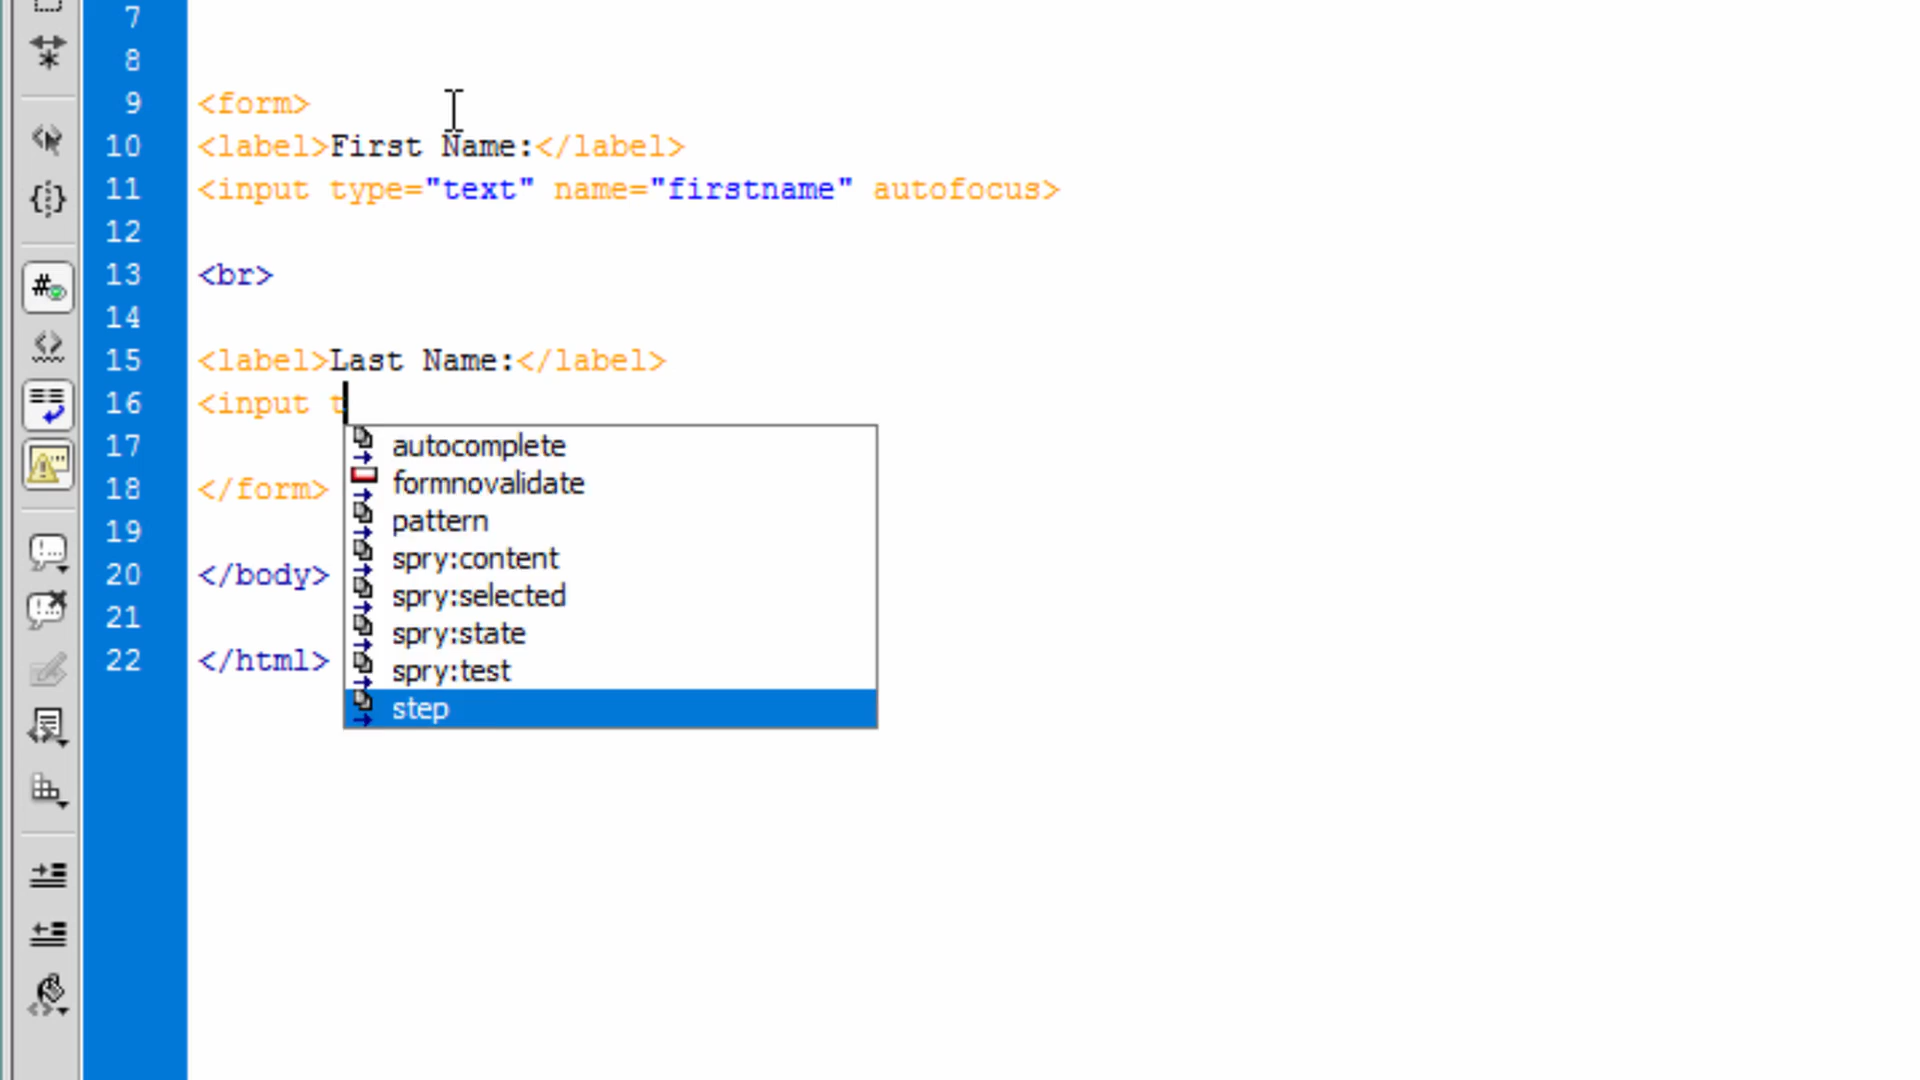 7
8
9 <form>
10 <label>First Name:</label>
11 <input type="text" name="firstname" autofocus>
12
13 <br>
14
15 <label>Last Name:</label>
16 <input t
17
18 </form>
19
20 </body>
21
22 </html>
autocomplete
formnovalidate
pattern
spry:content
spry:selected
spry:state
spry:test
step